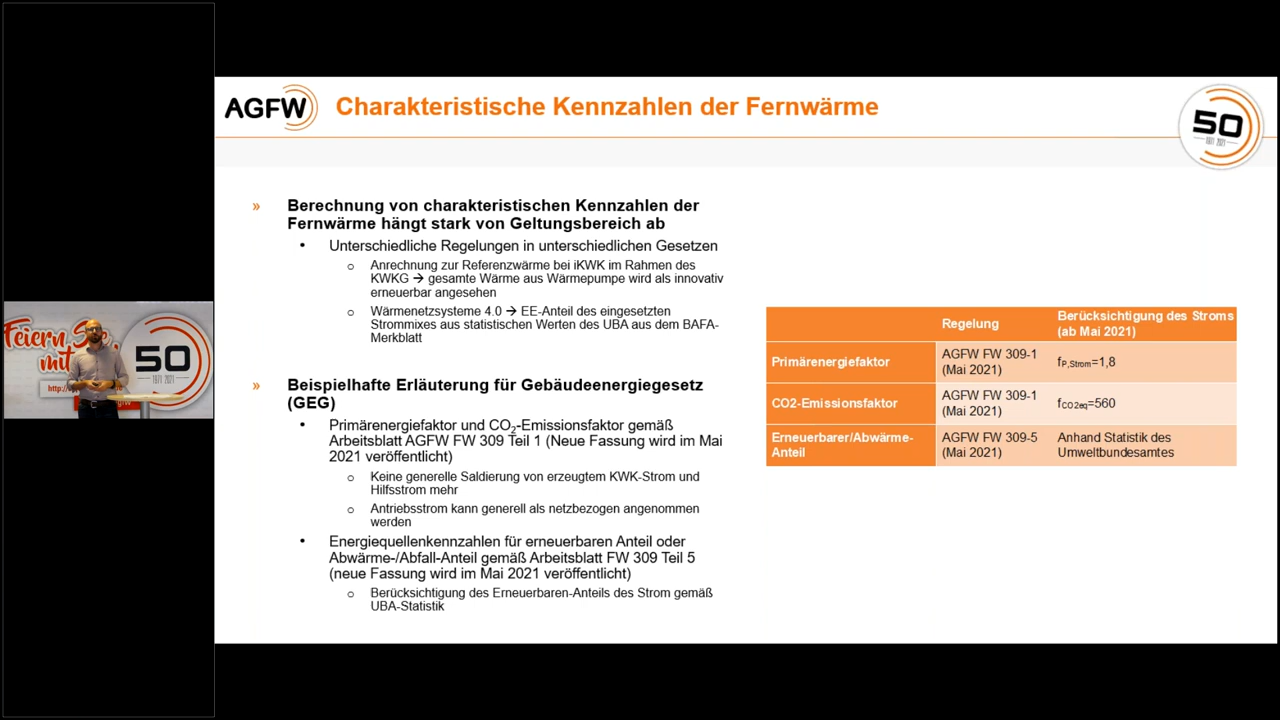 AGFW
Charakteristische Kennzahlen der Fernwärme
50
1971 2021
» Berechnung von charakteristischen Kennzahlen der
Fernwärme hängt stark von Geltungsbereich ab
• Unterschiedliche Regelungen in unterschiedlichen Gesetzen
o Anrechnung zur Referenzwärme bei iKWK im Rahmen des
KWKG → gesamte Wärme aus Wärmepumpe wird als innovativ
erneuerbar angesehen
o Wärmenetzsysteme 4.0 → EE-Anteil des eingesetzten
Strommixes aus statistischen Werten des UBA aus dem BAFA-
Merkblatt
» Beispielhafte Erläuterung für Gebäudeenergiegesetz
(GEG)
• Primärenergiefaktor und CO2-Emissionsfaktor gemäß
Arbeitsblatt AGFW FW 309 Teil 1 (Neue Fassung wird im Mai
2021 veröffentlicht)
o Keine generelle Saldierung von erzeugtem KWK-Strom und
Hilfsstrom mehr
o Antriebsstrom kann generell als netzbezogen angenommen
werden
• Energiequellenkennzahlen für erneuerbaren Anteil oder
Abwärme-/Abfall-Anteil gemäß Arbeitsblatt FW 309 Teil 5
(neue Fassung wird im Mai 2021 veröffentlicht)
o Berücksichtigung des Erneuerbaren-Anteils des Strom gemäß
UBA-Statistik
Regelung
Berücksichtigung des Stroms
(ab Mai 2021)
Primärenergiefaktor
AGFW FW 309-1
(Mai 2021)
fP,Strom=1,8
CO2-Emissionsfaktor
AGFW FW 309-1
(Mai 2021)
fCO2eq=560
Erneuerbarer/Abwärme-
Anteil
AGFW FW 309-5
(Mai 2021)
Anhand Statistik des
Umweltbundesamtes
Feiern Sie
mit
http://
50
1971 2021